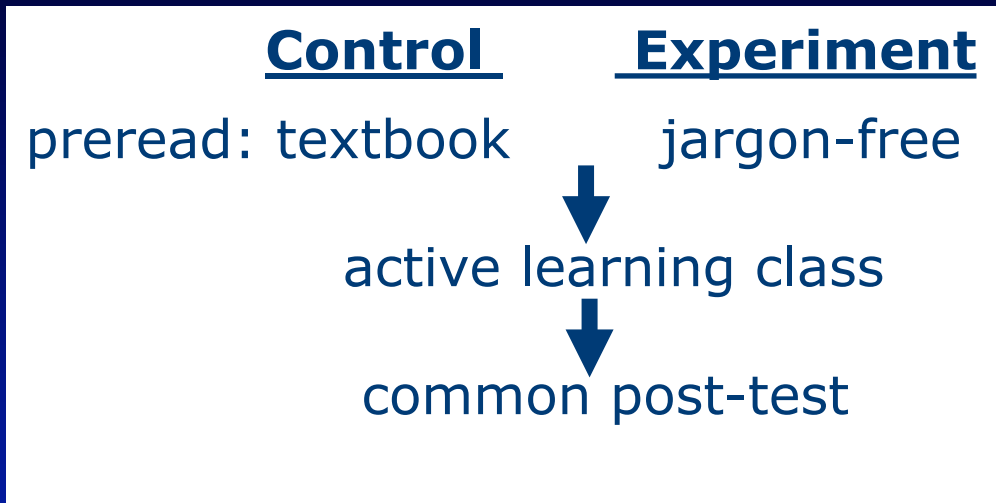 Control Experiment
preread: textbook jargon-free
active learning class
common post-test